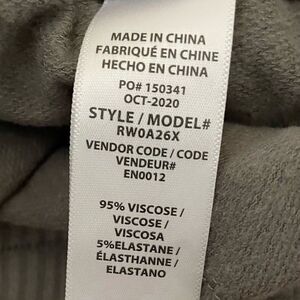 MADE IN CHINA
FABRIQUÉ EN CHINE
HECHO EN CHINA
PO# 150341
OCT-2020
STYLE / MODEL#
RW0A26X
VENDOR CODE / CODE
VENDEUR#
EN0012
95% VISCOSE /
VISCOSE /
VISCOSA
5%ELASTANE /
ÉLASTHANNE /
ELASTANO